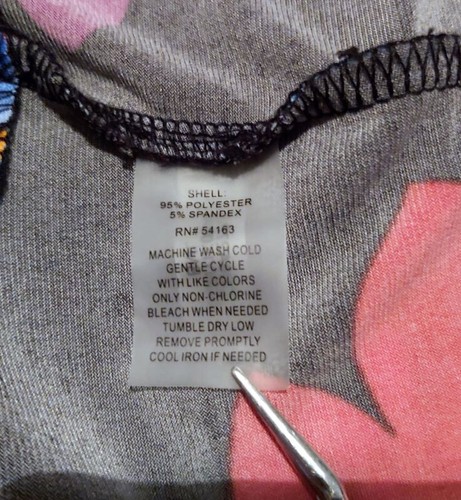 SHELL:
95% POLYESTER
5% SPANDEX
RN# 54163
MACHINE WASH COLD
GENTLE CYCLE
WITH LIKE COLORS
ONLY NON-CHLORINE
BLEACH WHEN NEEDED
TUMBLE DRY LOW
REMOVE PROMPTLY
COOL IRON IF NEEDED